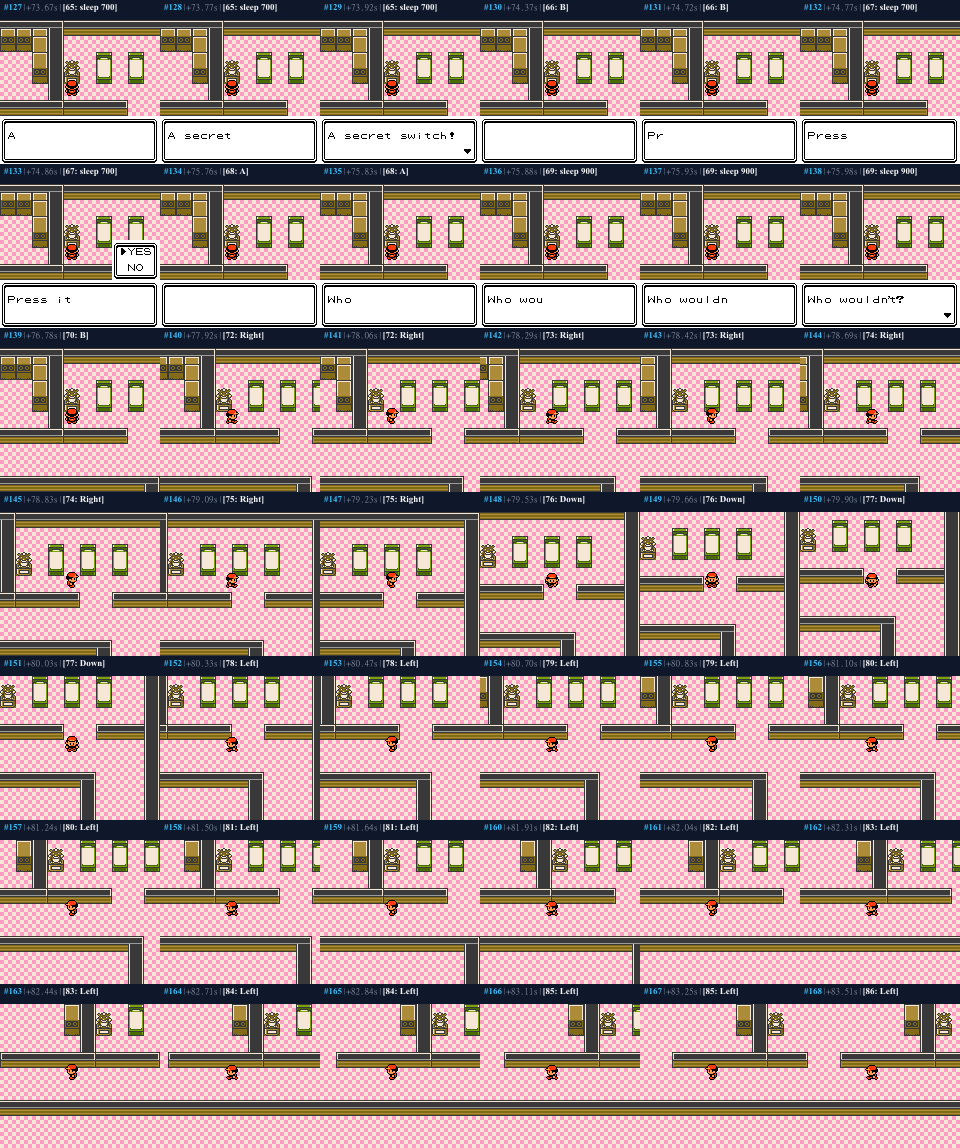 #127|+73.67s|[65: sleep 700]
#128|+73.77s|[65: sleep 700]
#129|+73.92s|[65: sleep 700]
#130|+74.37s|[66: B]
#131|+74.72s|[66: B]
#132|+74.77s|[67: sleep 700]
A
A secret
A secret switch!
Pr
Press
#133|+74.86s|[67: sleep 700]
#134|+75.76s|[68: A]
#135|+75.83s|[68: A]
#136|+75.88s|[69: sleep 900]
#137|+75.93s|[69: sleep 900]
#138|+75.98s|[69: sleep 900]
▶YES
NO
Press it
Who
Who wou
Who wouldn
Who wouldn't?
#139|+76.78s|[70: B]
#140|+77.92s|[72: Right]
#141|+78.06s|[72: Right]
#142|+78.29s|[73: Right]
#143|+78.42s|[73: Right]
#144|+78.69s|[74: Right]
#145|+78.83s|[74: Right]
#146|+79.09s|[75: Right]
#147|+79.23s|[75: Right]
#148|+79.53s|[76: Down]
#149|+79.66s|[76: Down]
#150|+79.90s|[77: Down]
#151|+80.03s|[77: Down]
#152|+80.33s|[78: Left]
#153|+80.47s|[78: Left]
#154|+80.70s|[79: Left]
#155|+80.83s|[79: Left]
#156|+81.10s|[80: Left]
#157|+81.24s|[80: Left]
#158|+81.50s|[81: Left]
#159|+81.64s|[81: Left]
#160|+81.91s|[82: Left]
#161|+82.04s|[82: Left]
#162|+82.31s|[83: Left]
#163|+82.44s|[83: Left]
#164|+82.71s|[84: Left]
#165|+82.84s|[84: Left]
#166|+83.11s|[85: Left]
#167|+83.25s|[85: Left]
#168|+83.51s|[86: Left]